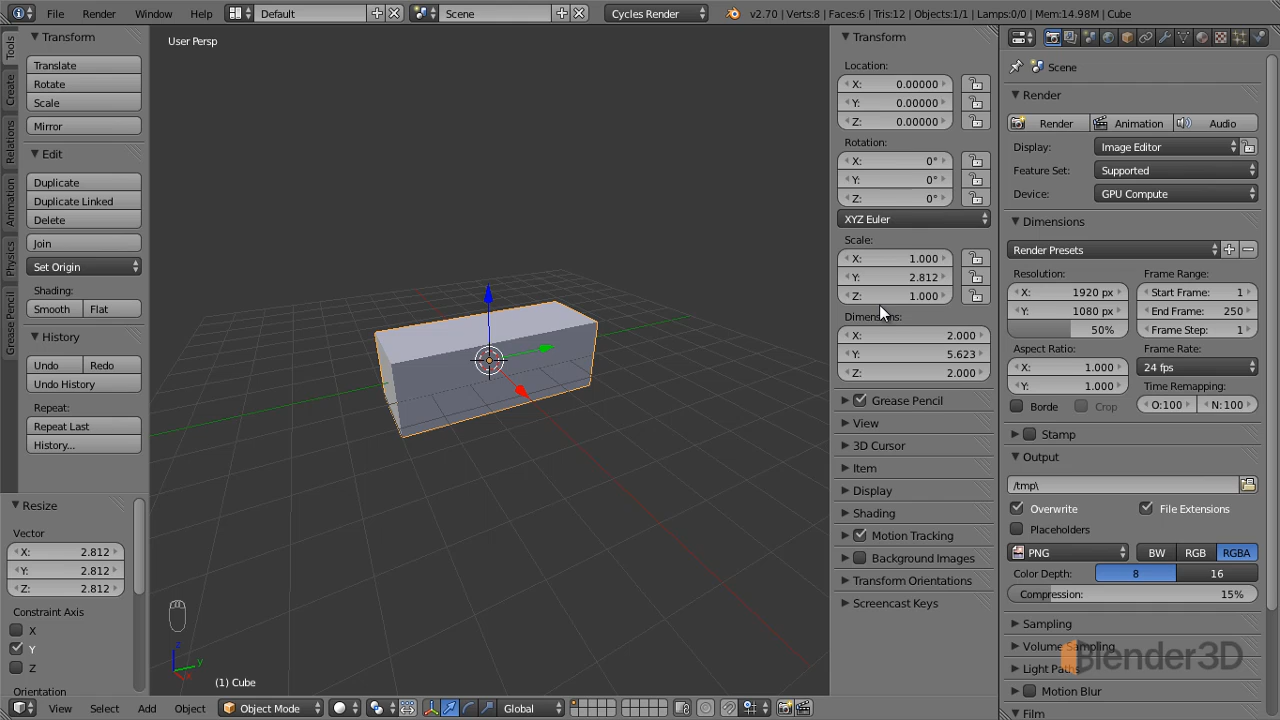 File Render Window Help Default Scene Cycles Render v2.70 | Verts:8 | Faces:6 | Tris:12 | Objects:1/1 | Lamps:0/0 | Mem:14.98M | Cube
Tools
Create
Relations
Animation
Physics
Grease Pencil
Transform
Translate
Rotate
Scale
Mirror
Edit
Duplicate
Duplicate Linked
Delete
Join
Set Origin
Shading:
Smooth Flat
History
Undo Redo
Undo History
Repeat:
Repeat Last
History...
Resize
Vector
X: 2.812
Y: 2.812
Z: 2.812
Constraint Axis
X
Y
Z
Orientation
User Persp
z
y
x
(1) Cube
View Select Add Object Object Mode Global
Transform
Location:
X: 0.00000
Y: 0.00000
Z: 0.00000
Rotation:
X: 0°
Y: 0°
Z: 0°
XYZ Euler
Scale:
X: 1.000
Y: 2.812
Z: 1.000
Dimensions:
X: 2.000
Y: 5.623
Z: 2.000
Grease Pencil
View
3D Cursor
Item
Display
Shading
Motion Tracking
Background Images
Transform Orientations
Screencast Keys
Scene
Render
Render Animation Audio
Display: Image Editor
Feature Set: Supported
Device: GPU Compute
Dimensions
Render Presets
Resolution: Frame Range:
X: 1920 px Start Frame: 1
Y: 1080 px End Frame: 250
50% Frame Step: 1
Aspect Ratio: Frame Rate:
X: 1.000 24 fps
Y: 1.000 Time Remapping:
Borde Crop O:100 N:100
Stamp
Output
/tmp\
Overwrite File Extensions
Placeholders
PNG BW RGB RGBA
Color Depth: 8 16
Compression: 15%
Sampling
Volume Sampling
Light Paths
Motion Blur
Film
Blender3D